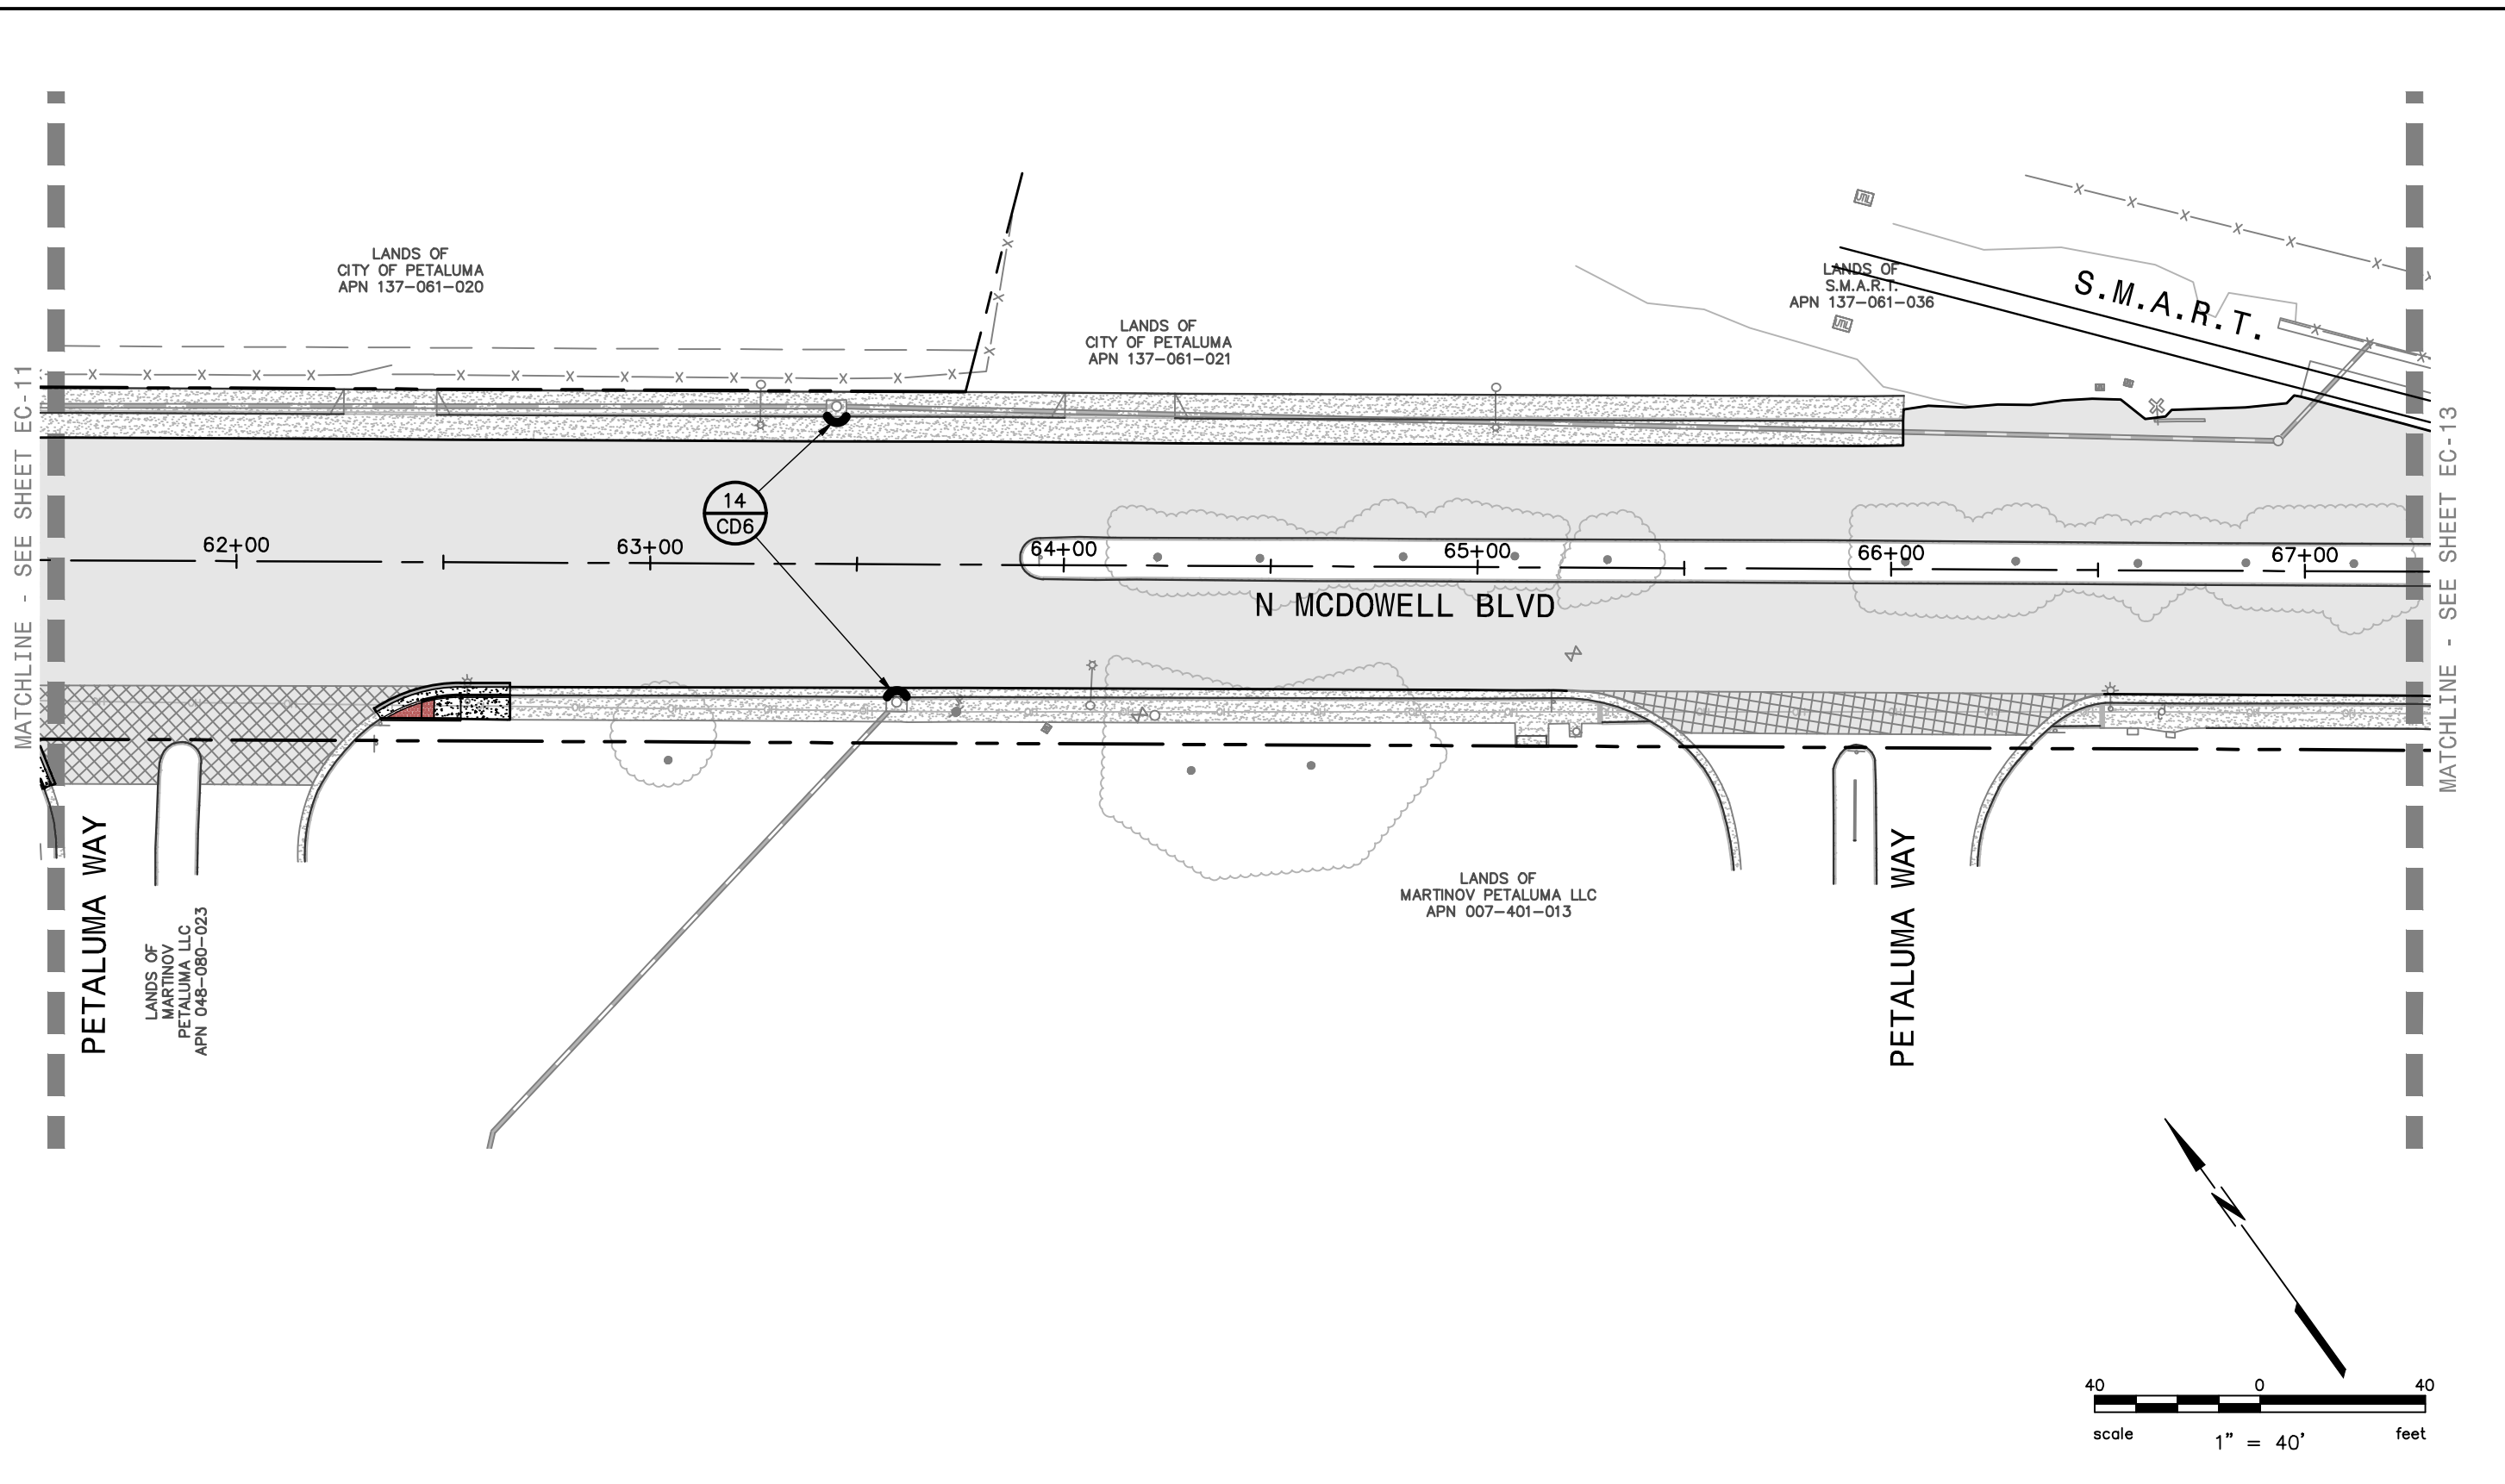 LANDS OF
CITY OF PETALUMA
APN 137-061-020
LANDS OF
CITY OF PETALUMA
APN 137-061-021
LANDS OF
S.M.A.R.T.
APN 137-061-036
S.M.A.R.T.
MATCHLINE - SEE SHEET EC-11
MATCHLINE - SEE SHEET EC-13
14
CD6
62+00
63+00
64+00
65+00
66+00
67+00
N MCDOWELL BLVD
PETALUMA WAY
LANDS OF
MARTINOV
PETALUMA LLC
APN 048-080-023
LANDS OF
MARTINOV PETALUMA LLC
APN 007-401-013
PETALUMA WAY
40
0
40
scale
feet
1" = 40'